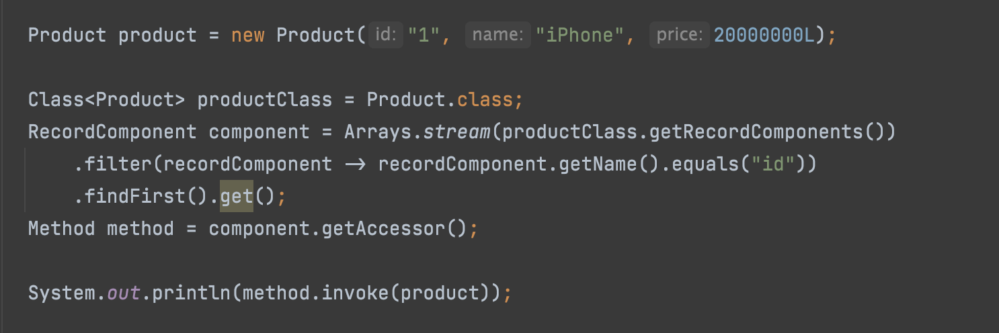 Product product = new Product( id: "1", name: "iPhone", price: 20000000L);
Class<Product> productClass = Product.class;
RecordComponent component = Arrays.stream(productClass.getRecordComponents())
.filter(recordComponent -> recordComponent.getName().equals("id"))
.findFirst().get();
Method method = component.getAccessor();
System.out.println(method.invoke(product));